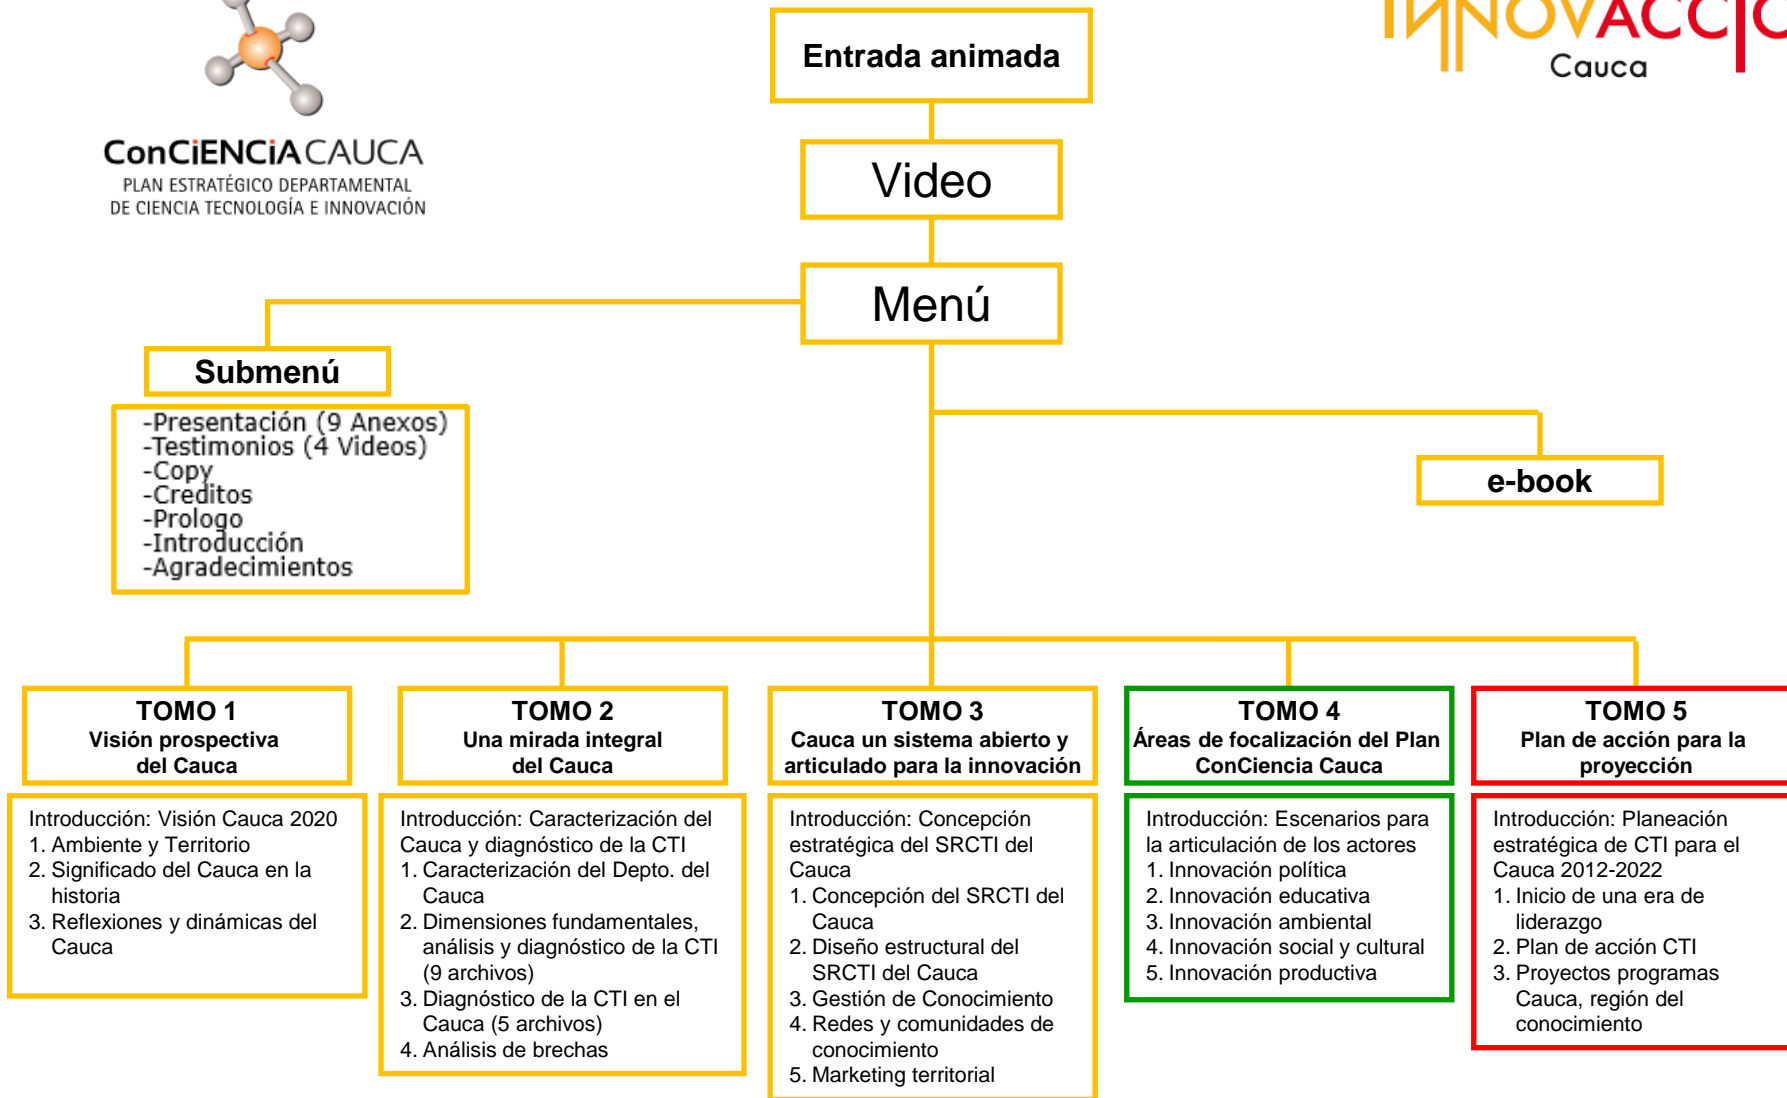 Entrada animada
INNOVACCIO
Cauca
ConCiENCiA CAUCA
PLAN ESTRATÉGICO DEPARTAMENTAL
DE CIENCIA TECNOLOGÍA E INNOVACIÓN
Video
Menú
Submenú
-Presentación (9 Anexos)
-Testimonios (4 Videos)
-Copy
-Creditos
-Prologo
-Introducción
-Agradecimientos
e-book
TOMO 1
Visión prospectiva
del Cauca
Introducción: Visión Cauca 2020
1. Ambiente y Territorio
2. Significado del Cauca en la
historia
3. Reflexiones y dinámicas del
Cauca
TOMO 2
Una mirada integral
del Cauca
Introducción: Caracterización del
Cauca y diagnóstico de la CTI
1. Caracterización del Depto. del
Cauca
2. Dimensiones fundamentales,
análisis y diagnóstico de la CTI
(9 archivos)
3. Diagnóstico de la CTI en el
Cauca (5 archivos)
4. Análisis de brechas
TOMO 3
Cauca un sistema abierto y
articulado para la innovación
Introducción: Concepción
estratégica del SRCTI del
Cauca
1. Concepción del SRCTI del
Cauca
2. Diseño estructural del
SRCTI del Cauca
3. Gestión de Conocimiento
4. Redes y comunidades de
conocimiento
5. Marketing territorial
TOMO 4
Áreas de focalización del Plan
ConCiencia Cauca
Introducción: Escenarios para
la articulación de los actores
1. Innovación política
2. Innovación educativa
3. Innovación ambiental
4. Innovación social y cultural
5. Innovación productiva
TOMO 5
Plan de acción para la
proyección
Introducción: Planeación
estratégica de CTI para el
Cauca 2012-2022
1. Inicio de una era de
liderazgo
2. Plan de acción CTI
3. Proyectos programas
Cauca, región del
conocimiento